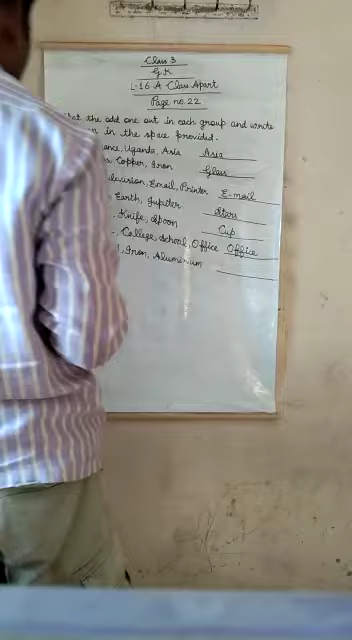 Class 3
G.K
L-16 A Class Apart
Page no. 22
the odd one out in each group and write
in the space provided.
Uganda, Asia Asia
Copper, Iron Glass
Email, Printer E-mail
Earth, Jupiter Stars
Knife, Spoon Cup
College, School, Office Office
Iron, Aluminium